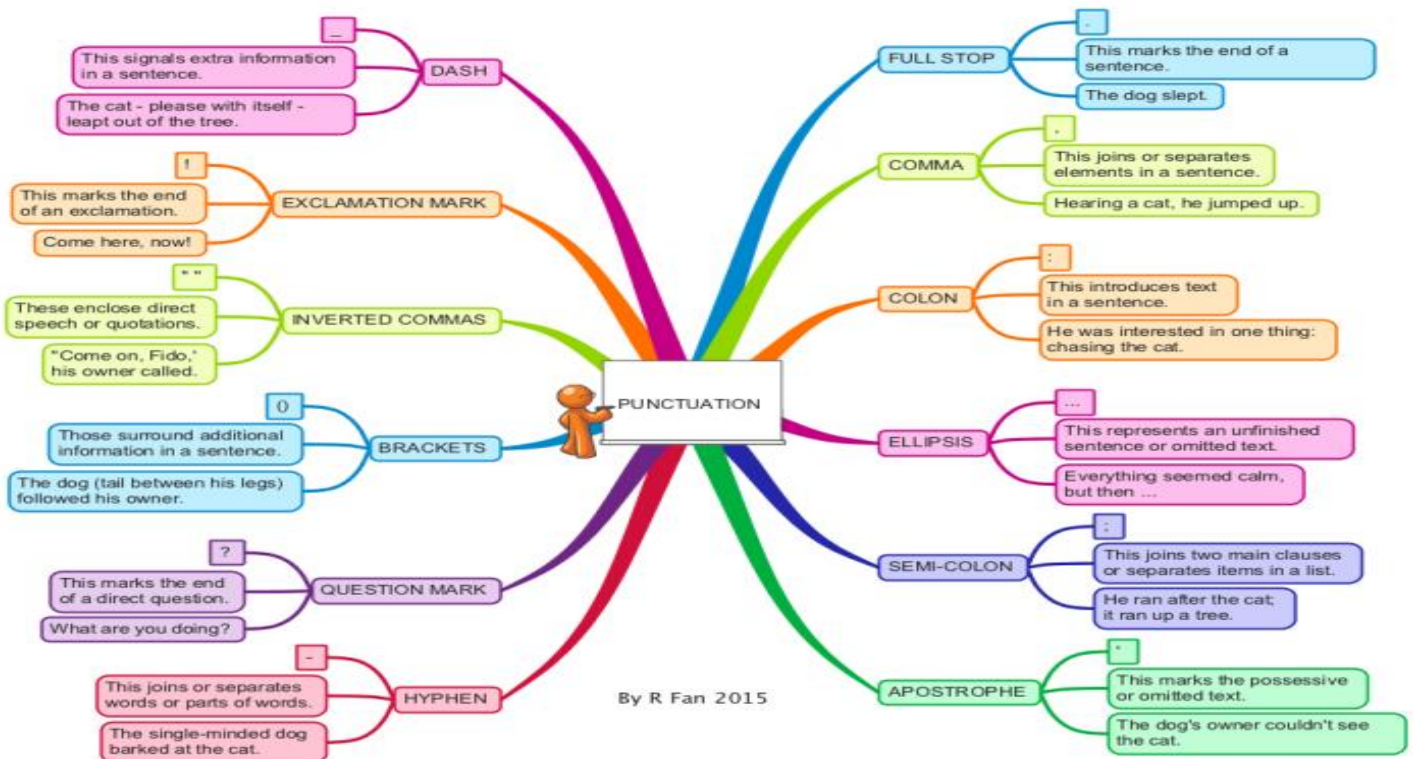 _
This signals extra information
in a sentence.
The cat - please with itself -
leapt out of the tree.
DASH
!
This marks the end
of an exclamation.
Come here, now!
EXCLAMATION MARK
" "
These enclose direct
speech or quotations.
"Come on, Fido,'
his owner called.
INVERTED COMMAS
()
Those surround additional
information in a sentence.
The dog (tail between his legs)
followed his owner.
BRACKETS
?
This marks the end
of a direct question.
What are you doing?
QUESTION MARK
-
This joins or separates
words or parts of words.
The single-minded dog
barked at the cat.
HYPHEN
PUNCTUATION
FULL STOP
.
This marks the end of a
sentence.
The dog slept.
COMMA
,
This joins or separates
elements in a sentence.
Hearing a cat, he jumped up.
COLON
:
This introduces text
in a sentence.
He was interested in one thing:
chasing the cat.
ELLIPSIS
...
This represents an unfinished
sentence or omitted text.
Everything seemed calm,
but then ...
SEMI-COLON
;
This joins two main clauses
or separates items in a list.
He ran after the cat;
it ran up a tree.
APOSTROPHE
'
This marks the possessive
or omitted text.
The dog's owner couldn't see
the cat.
By R Fan 2015